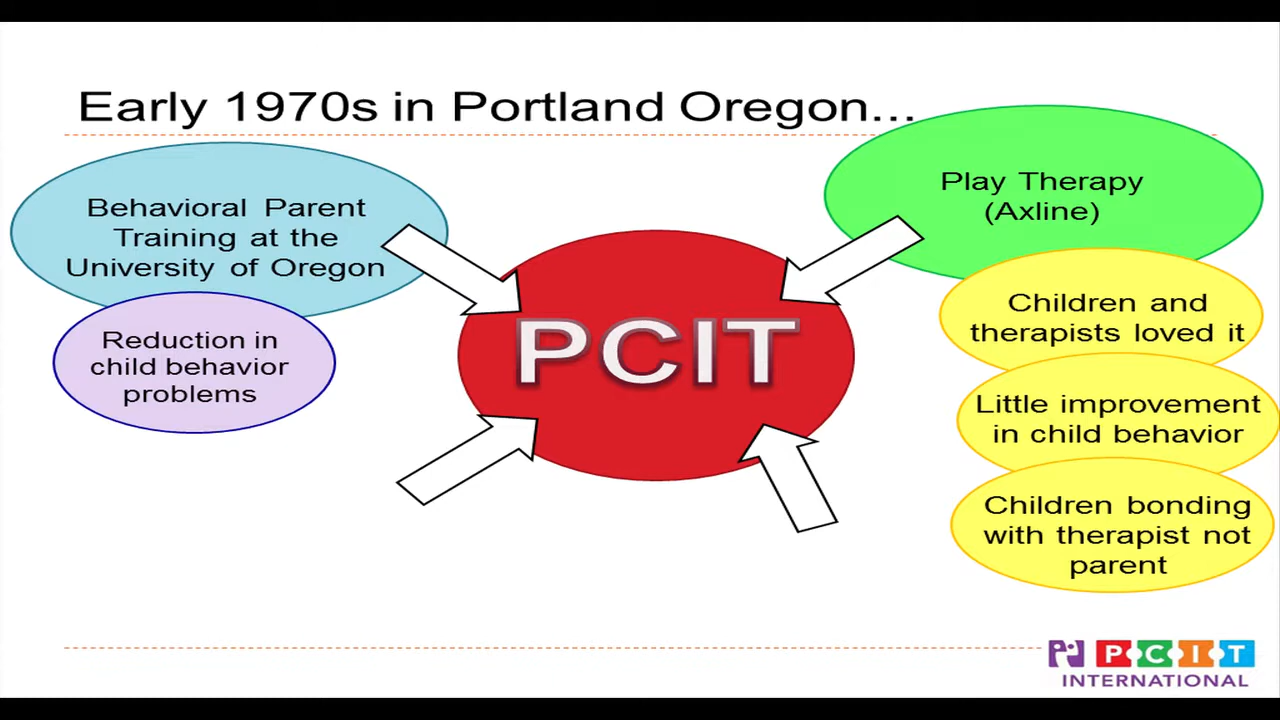 Early 1970s in Portland Oregon...
Behavioral Parent
Training at the
University of Oregon
Reduction in
child behavior
problems
PCIT
Play Therapy
(Axline)
Children and
therapists loved it
Little improvement
in child behavior
Children bonding
with therapist not
parent
PCIT
INTERNATIONAL